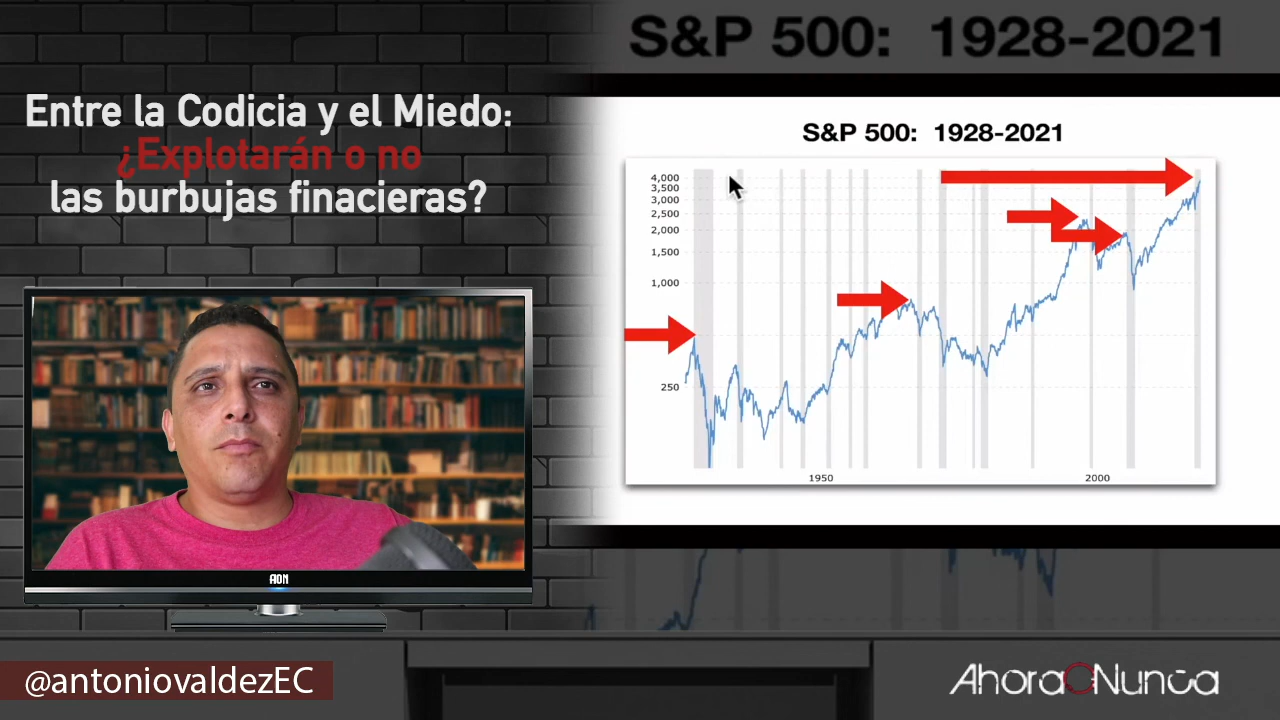 S&P 500: 1928-2021
Entre la Codicia y el Miedo:
¿Explotarán o no
las burbujas finacieras?
S&P 500: 1928-2021
4,000
3,500
3,000
2,500
2,000
1,500
1,000
250
1950
2000
AON
@antoniovaldezEC
AhoraONunca